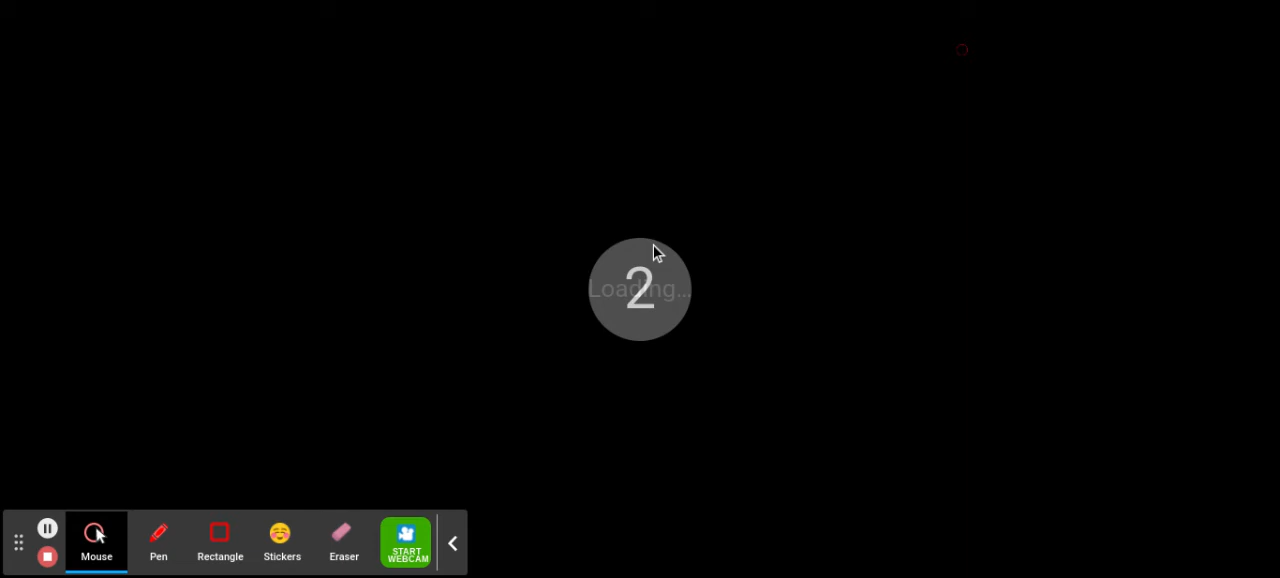 2
Loading...
Mouse
Pen
Rectangle
Stickers
Eraser
START
WEBCAM